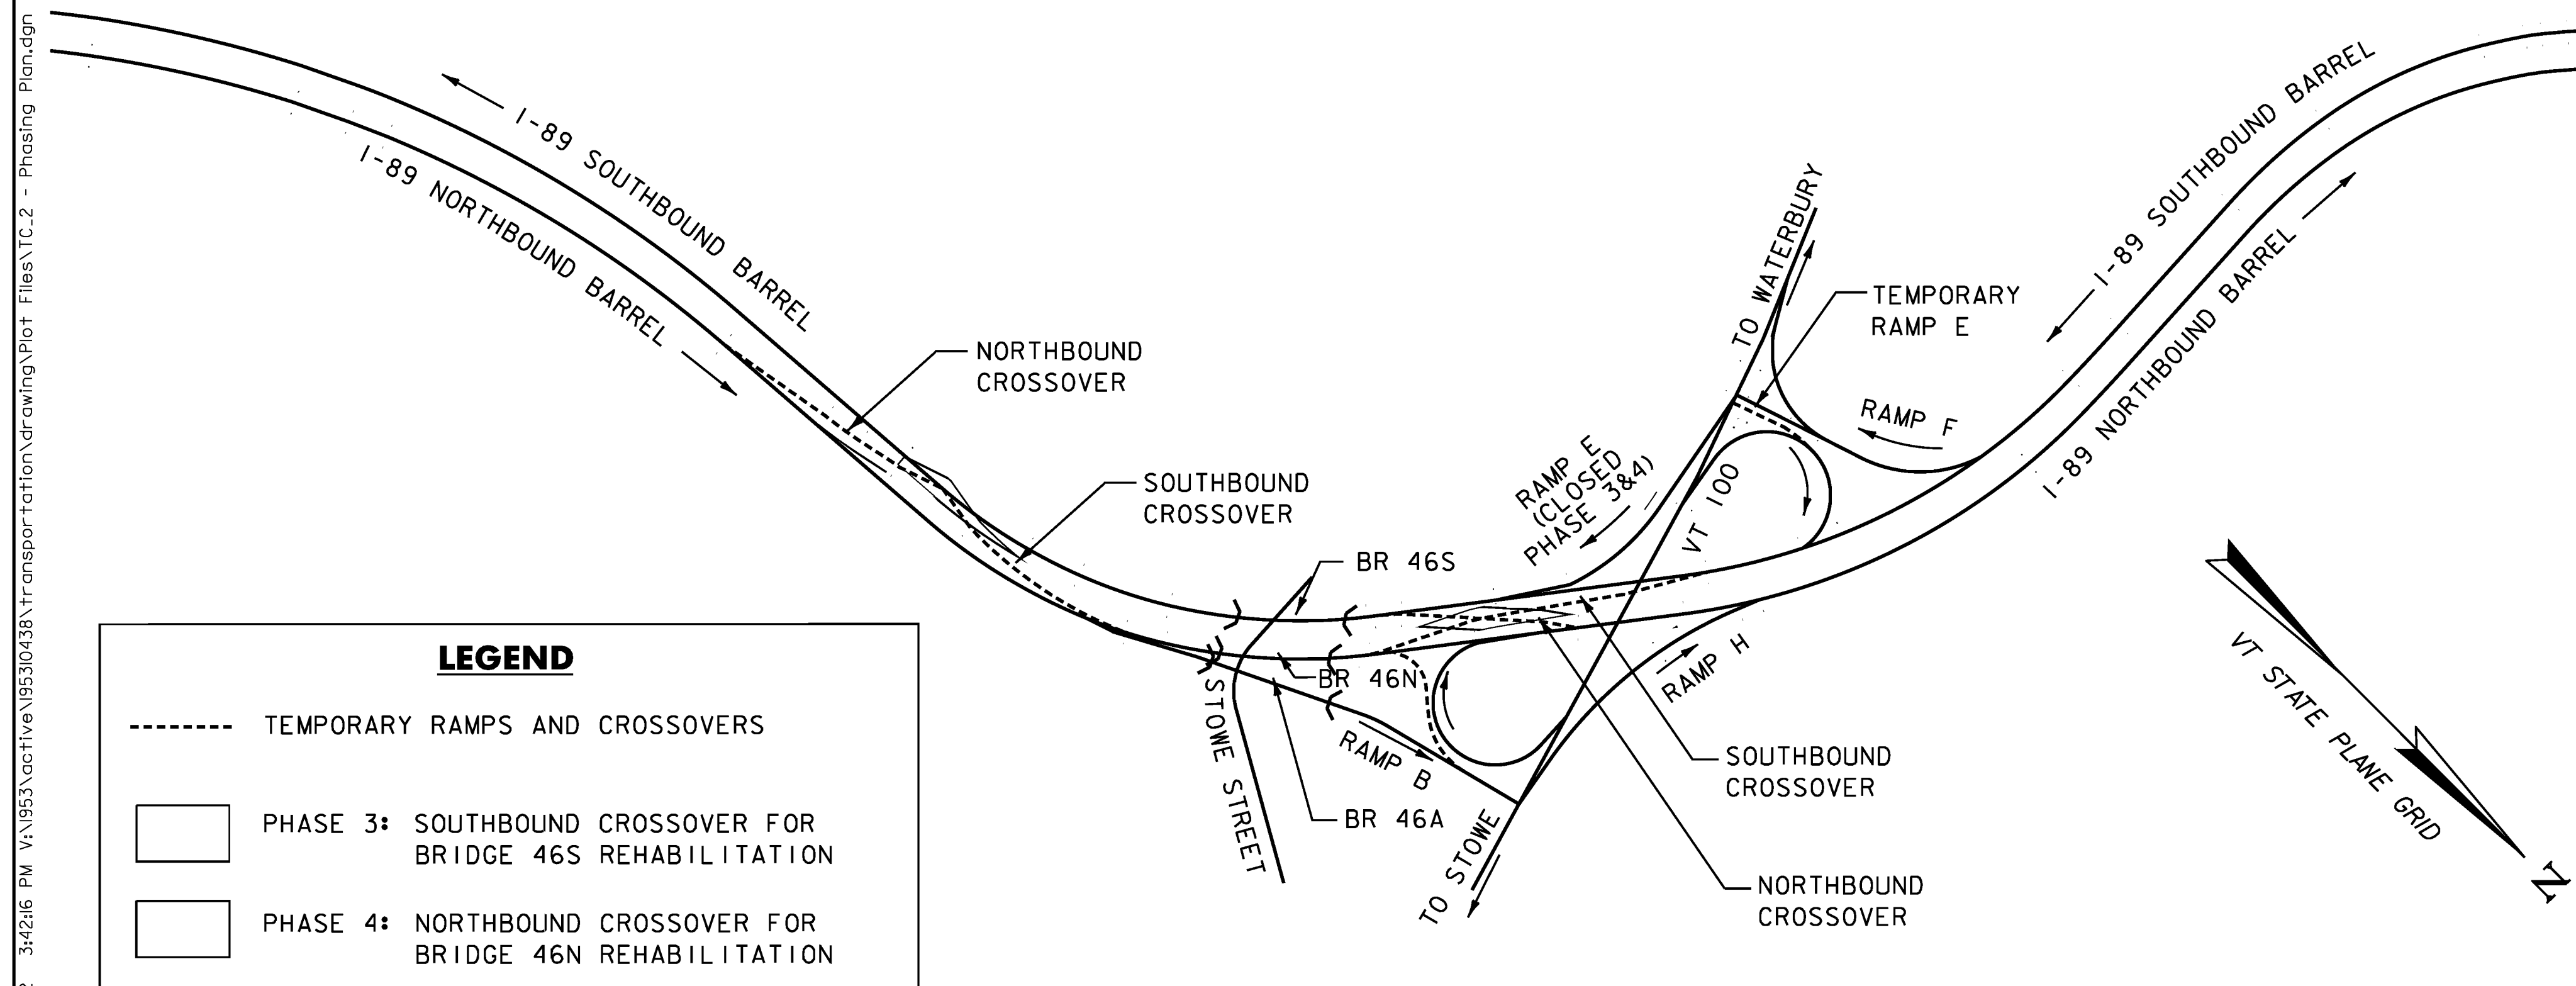 3:42:16 PM V:\1953\active\195310438\transportation\drawing\Plot Files\TC_2 - Phasing Plan.dgn
I-89 SOUTHBOUND BARREL
I-89 NORTHBOUND BARREL
NORTHBOUND
CROSSOVER
SOUTHBOUND
CROSSOVER
BR 46S
BR 46N
BR 46A
STOWE STREET
RAMP B
TO STOWE
RAMP E
(CLOSED
PHASE 3&4)
VT 100
TO WATERBURY
TEMPORARY
RAMP E
RAMP F
RAMP H
I-89 SOUTHBOUND BARREL
I-89 NORTHBOUND BARREL
SOUTHBOUND
CROSSOVER
NORTHBOUND
CROSSOVER
VT STATE PLANE GRID
N
LEGEND
TEMPORARY RAMPS AND CROSSOVERS
PHASE 3: SOUTHBOUND CROSSOVER FOR
BRIDGE 46S REHABILITATION
PHASE 4: NORTHBOUND CROSSOVER FOR
BRIDGE 46N REHABILITATION